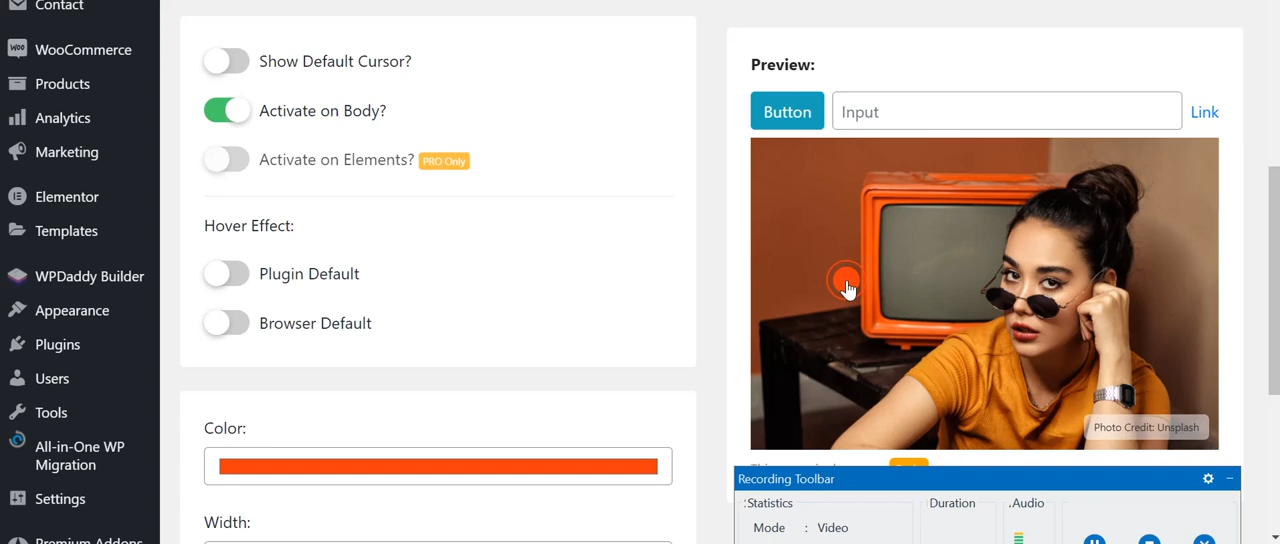 Contact
WooCommerce
Products
Analytics
Marketing
Elementor
Templates
WPDaddy Builder
Appearance
Plugins
Users
Tools
All-in-One WP
Migration
Settings
Premium Addons
Show Default Cursor?
Activate on Body?
Activate on Elements? PRO Only
Hover Effect:
Plugin Default
Browser Default
Color:
Width:
Preview:
Button
Input
Link
Photo Credit: Unsplash
Recording Toolbar
Statistics
Duration
Audio
Mode : Video